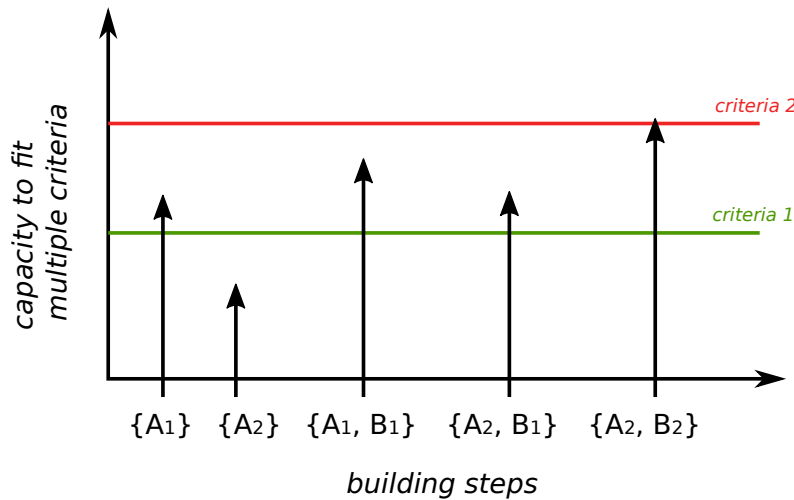 capacity to fit
multiple criteria
criteria 2
criteria 1
{A1} {A2} {A1, B1} {A2, B1} {A2, B2}
building steps